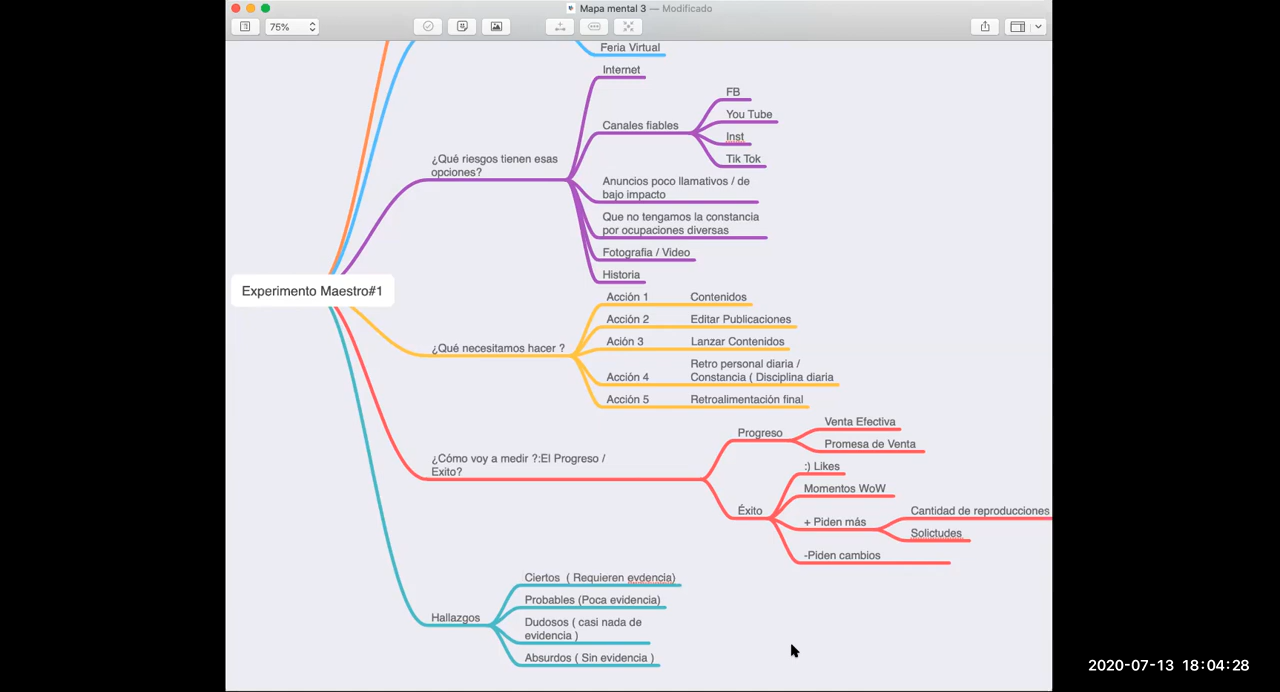 Mapa mental 3 — Modificado
75%
Feria Virtual
Internet
FB
You Tube
Canales fiables
Inst
Tik Tok
¿Qué riesgos tienen esas
opciones?
Anuncios poco llamativos / de
bajo impacto
Que no tengamos la constancia
por ocupaciones diversas
Fotografia / Video
Historia
Experimento Maestro#1
Acción 1 Contenidos
Acción 2 Editar Publicaciones
Ación 3 Lanzar Contenidos
¿Qué necesitamos hacer ?
Retro personal diaria /
Acción 4 Constancia ( Disciplina diaria
Acción 5 Retroalimentación final
Venta Efectiva
Progreso
Promesa de Venta
¿Cómo voy a medir ?:El Progreso /
Exito?
:) Likes
Momentos WoW
Éxito
Cantidad de reproducciones
+ Piden más
Solictudes
-Piden cambios
Ciertos ( Requieren evdencia)
Probables (Poca evidencia)
Hallazgos
Dudosos ( casi nada de
evidencia )
Absurdos ( Sin evidencia )
2020-07-13 18:04:28